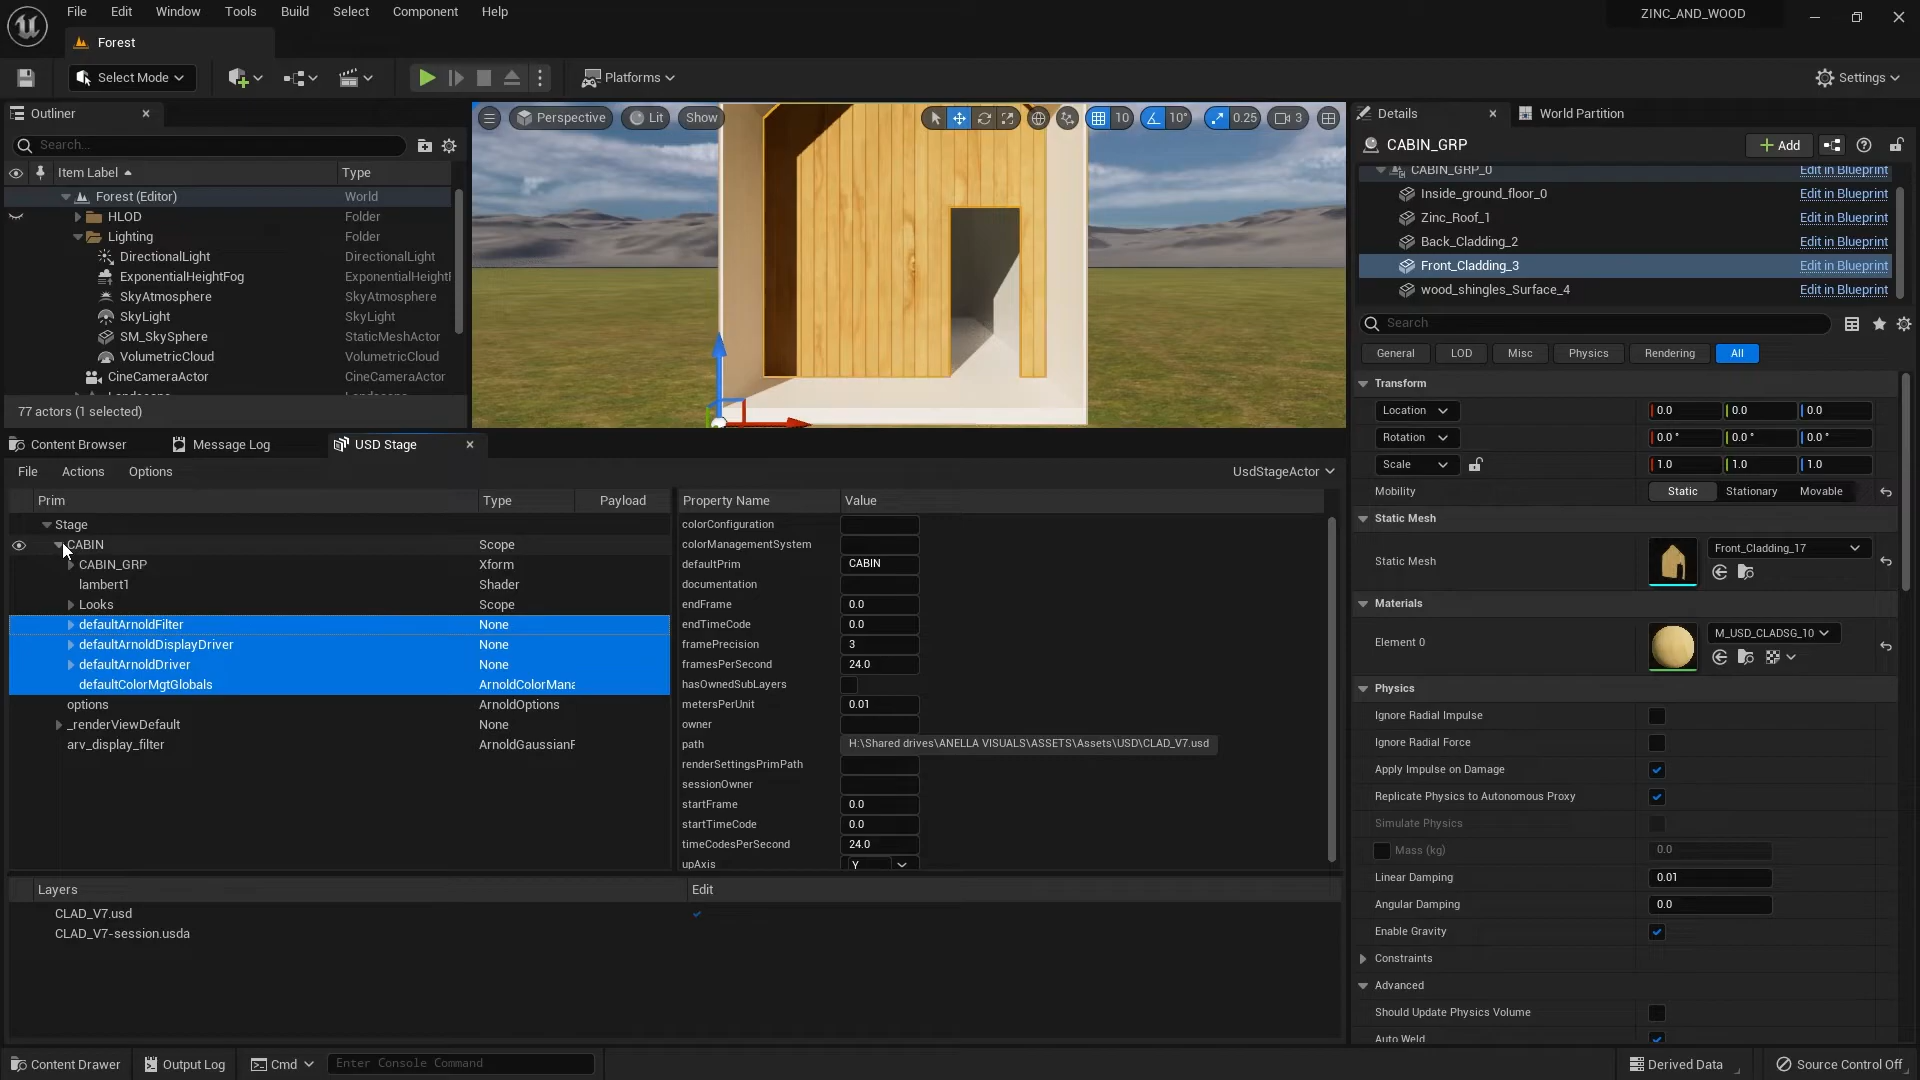 File Edit Window Tools Build Select Component Help
ZINC_AND_WOOD
Forest
Select Mode
Platforms
Settings
Outliner
Search...
Item Label
Type
Forest (Editor) World
HLOD Folder
Lighting Folder
DirectionalLight DirectionalLight
ExponentialHeightFog ExponentialHeightI
SkyAtmosphere SkyAtmosphere
SkyLight SkyLight
SM_SkySphere StaticMeshActor
VolumetricCloud VolumetricCloud
CineCameraActor CineCameraActor
77 actors (1 selected)
Perspective Lit Show
10 10° 0.25 3
Details World Partition
CABIN_GRP
Add
CABIN_GRP_0 Edit in Blueprint
Inside_ground_floor_0 Edit in Blueprint
Zinc_Roof_1 Edit in Blueprint
Back_Cladding_2 Edit in Blueprint
Front_Cladding_3 Edit in Blueprint
wood_shingles_Surface_4 Edit in Blueprint
Search
General LOD Misc Physics Rendering All
Transform
Location 0.0 0.0 0.0
Rotation 0.0 ° 0.0 ° 0.0 °
Scale 1.0 1.0 1.0
Mobility Static Stationary Movable
Static Mesh
Static Mesh Front_Cladding_17
Materials
Element 0 M_USD_CLADSG_10
Physics
Ignore Radial Impulse
Ignore Radial Force
Apply Impulse on Damage
Replicate Physics to Autonomous Proxy
Simulate Physics
Mass (kg) 0.0
Linear Damping 0.01
Angular Damping 0.0
Enable Gravity
Constraints
Advanced
Should Update Physics Volume
Auto Weld
Content Browser Message Log USD Stage
File Actions Options
UsdStageActor
Prim Type Payload
Stage
CABIN Scope
CABIN_GRP Xform
lambert1 Shader
Looks Scope
defaultArnoldFilter None
defaultArnoldDisplayDriver None
defaultArnoldDriver None
defaultColorMgtGlobals ArnoldColorMana
options ArnoldOptions
_renderViewDefault None
arv_display_filter ArnoldGaussianF
Property Name Value
colorConfiguration
colorManagementSystem
defaultPrim CABIN
documentation
endFrame 0.0
endTimeCode 0.0
framePrecision 3
framesPerSecond 24.0
hasOwnedSubLayers
metersPerUnit 0.01
owner
path H:\Shared drives\ANELLA VISUALS\ASSETS\Assets\USD\CLAD_V7.usd
renderSettingsPrimPath
sessionOwner
startFrame 0.0
startTimeCode 0.0
timeCodesPerSecond 24.0
upAxis Y
Layers Edit
CLAD_V7.usd
CLAD_V7-session.usda
Content Drawer Output Log Cmd Enter Console Command
Derived Data Source Control Off